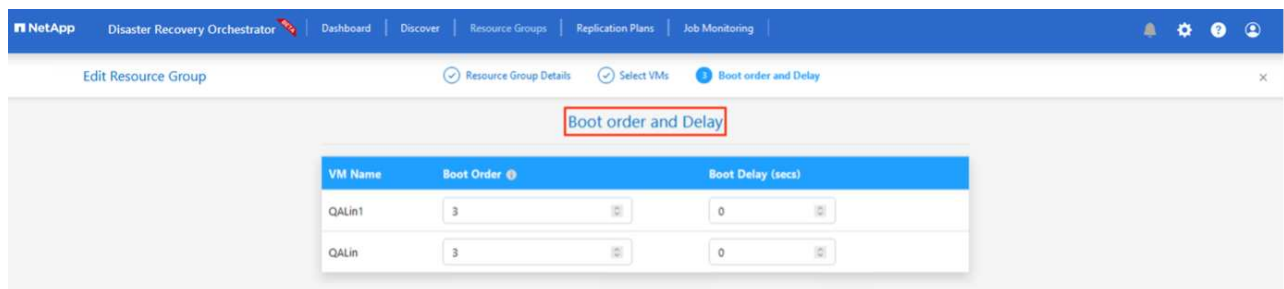 NetApp Disaster Recovery Orchestrator Dashboard Discover Resource Groups Replication Plans Job Monitoring
Edit Resource Group Resource Group Details Select VMs 3 Boot order and Delay
Boot order and Delay
VM Name Boot Order Boot Delay (secs)
QALin1 3 0
QALin 3 0